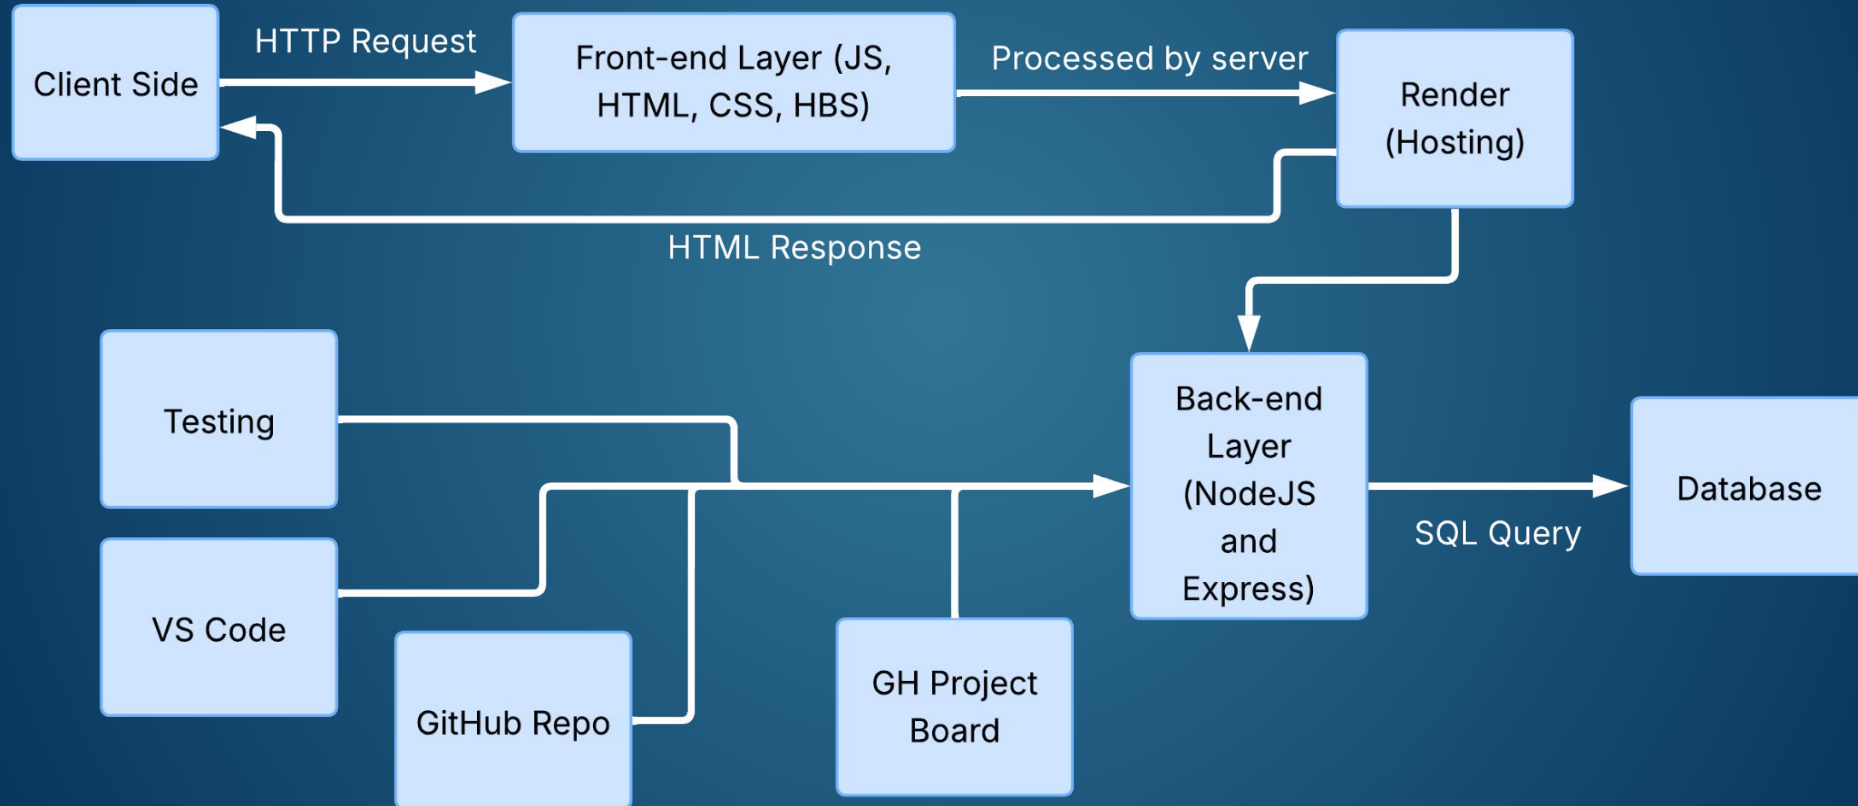 Client Side
HTTP Request
Front-end Layer (JS,
HTML, CSS, HBS)
Processed by server
Render
(Hosting)
HTML Response
Testing
VS Code
GitHub Repo
GH Project
Board
Back-end
Layer
(NodeJS
and
Express)
SQL Query
Database